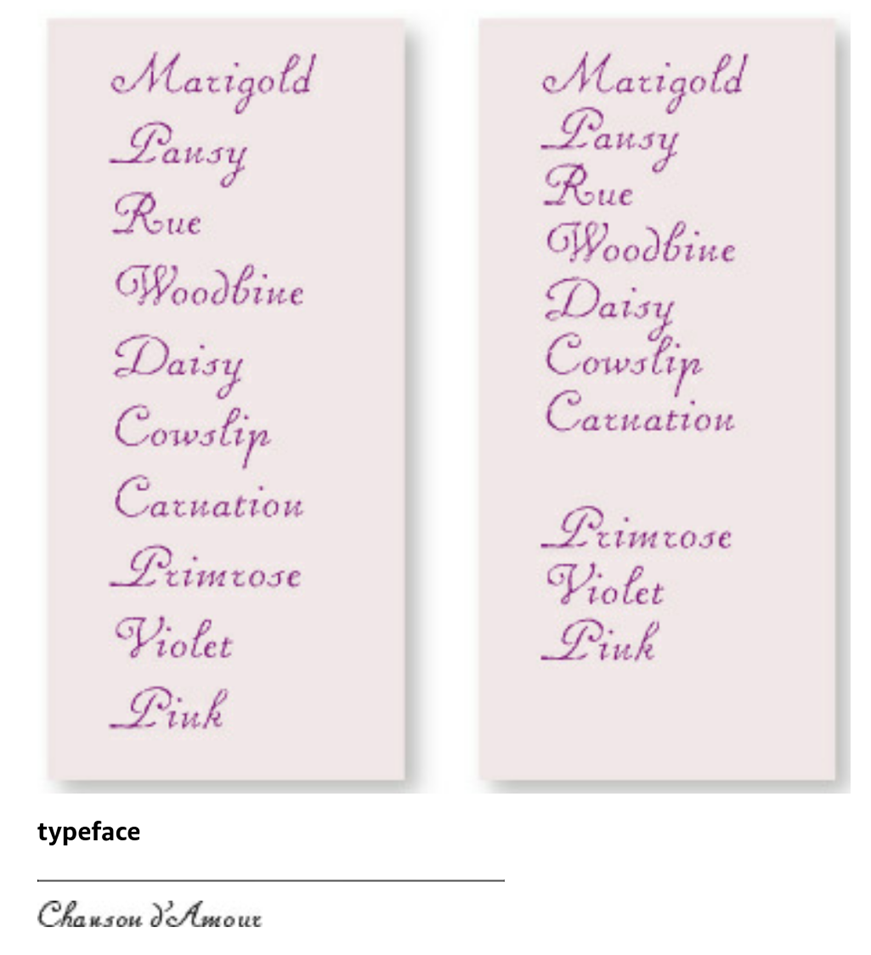 Marigold
Pansy
Rue
Woodbine
Daisy
Cowslip
Carnation
Primrose
Violet
Pink
Marigold
Pansy
Rue
Woodbine
Daisy
Cowslip
Carnation
Primrose
Violet
Pink
typeface
Chanson d'Amour